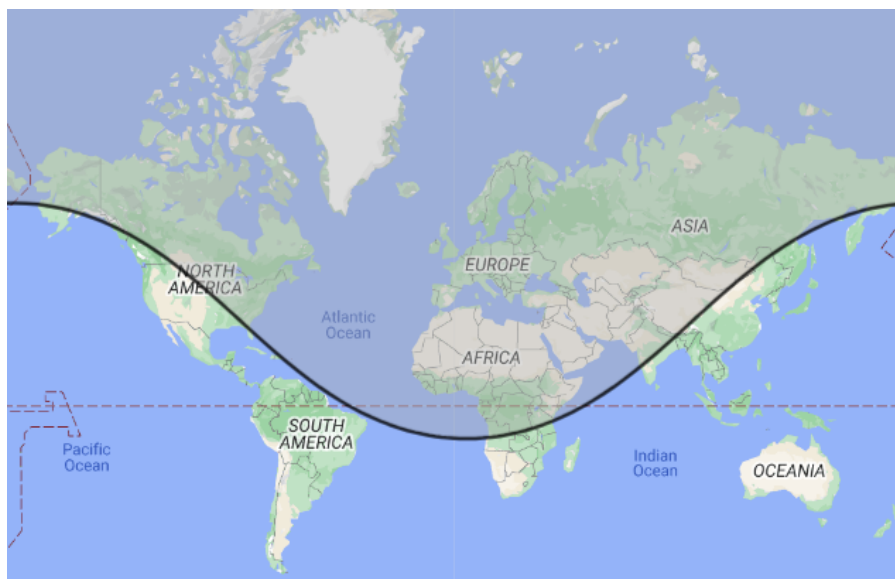 ASIA
EUROPE
NORTH
AMERICA
Atlantic
Ocean
AFRICA
SOUTH
AMERICA
Pacific
Ocean
Indian
Ocean
OCEANIA